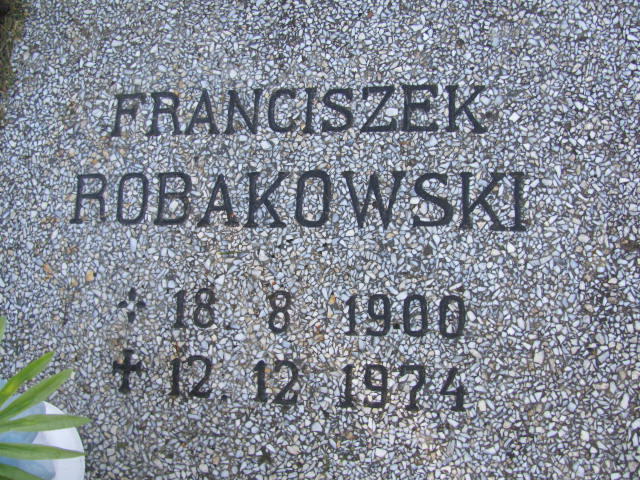 FRANCISZEK
ROBAKOWSKI
18. 8 1900
12.12 1974